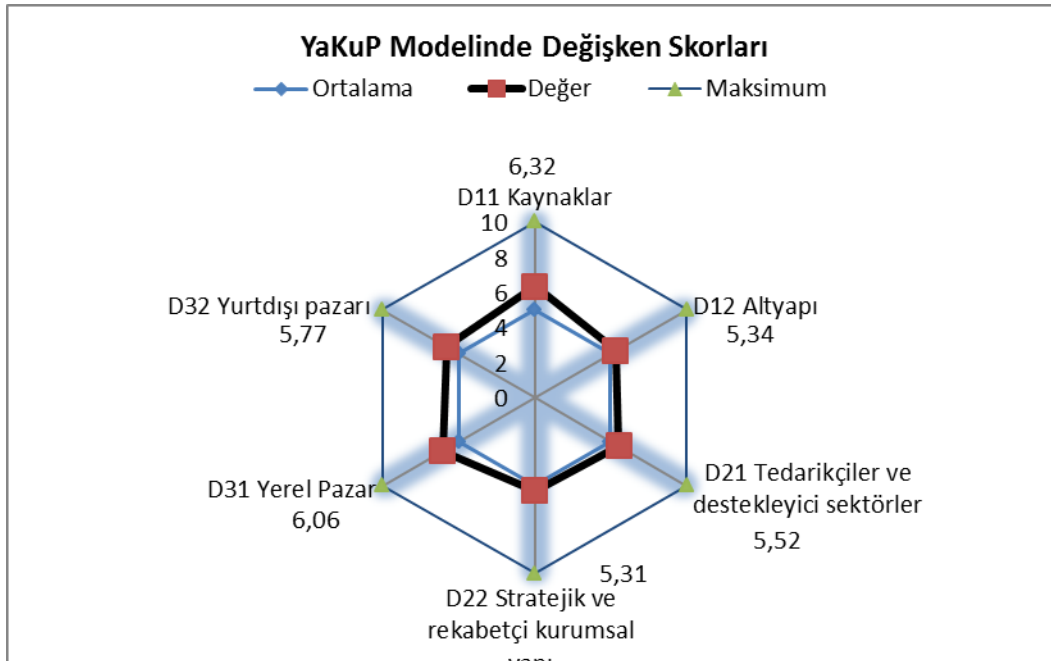 YaKuP Modelinde Değişken Skorları
Ortalama Değer Maksimum
6,32
D11 Kaynaklar
10
8
6
4
2
0
D12 Altyapı
5,34
D21 Tedarikçiler ve
destekleyici sektörler
5,52
5,31
D22 Stratejik ve
rekabetçi kurumsal
D31 Yerel Pazar
6,06
D32 Yurtdışı pazarı
5,77